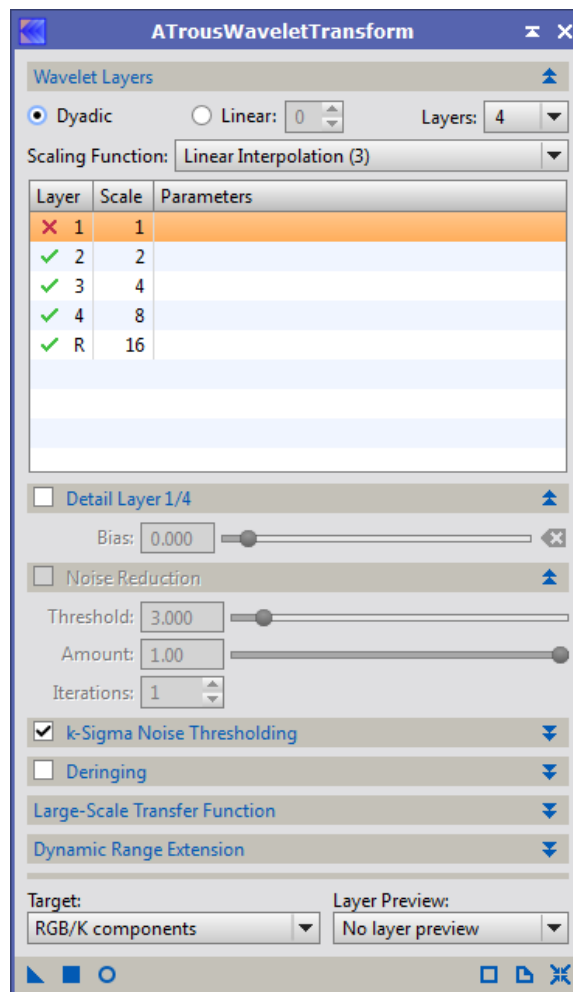 ATrousWaveletTransform
Wavelet Layers
Dyadic Linear: 0 Layers: 4
Scaling Function: Linear Interpolation (3)
Layer Scale Parameters
1 1
2 2
3 4
4 8
R 16
Detail Layer 1/4
Bias: 0.000
Noise Reduction
Threshold: 3.000
Amount: 1.00
Iterations: 1
k-Sigma Noise Thresholding
Deringing
Large-Scale Transfer Function
Dynamic Range Extension
Target: Layer Preview:
RGB/K components No layer preview